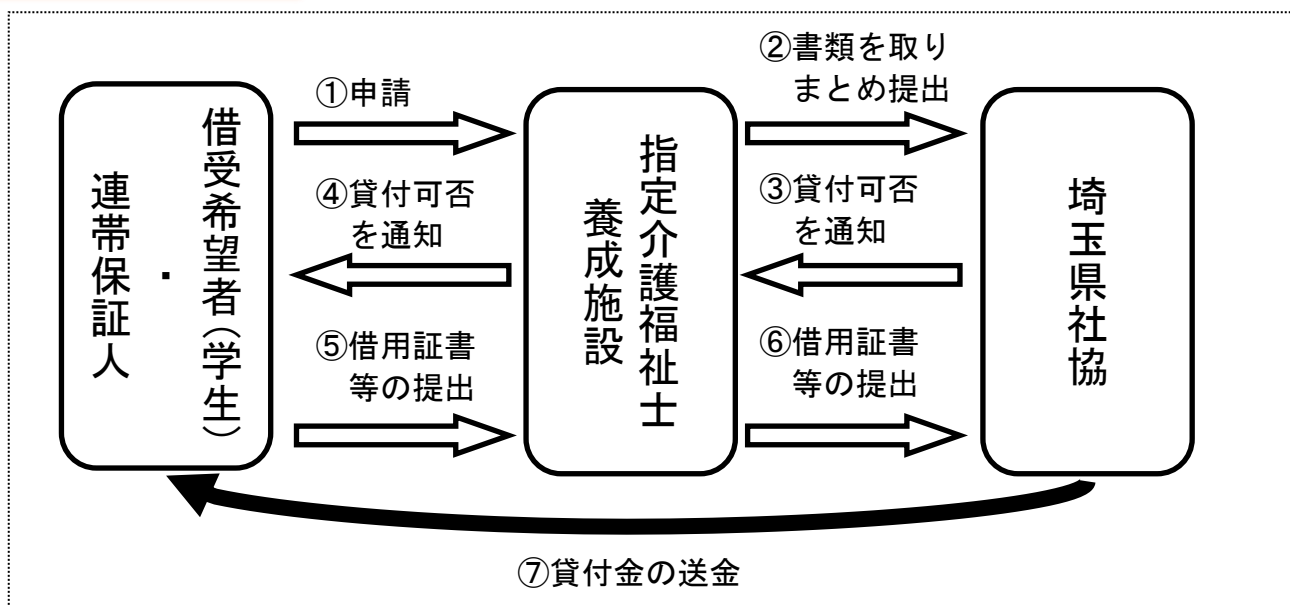 借受希望者（学生）
・
連帯保証人
①申請
②書類を取り
まとめ提出
指定介護福祉士
養成施設
④貸付可否
を通知
③貸付可否
を通知
埼玉県社協
⑤借用証書
等の提出
⑥借用証書
等の提出
⑦貸付金の送金